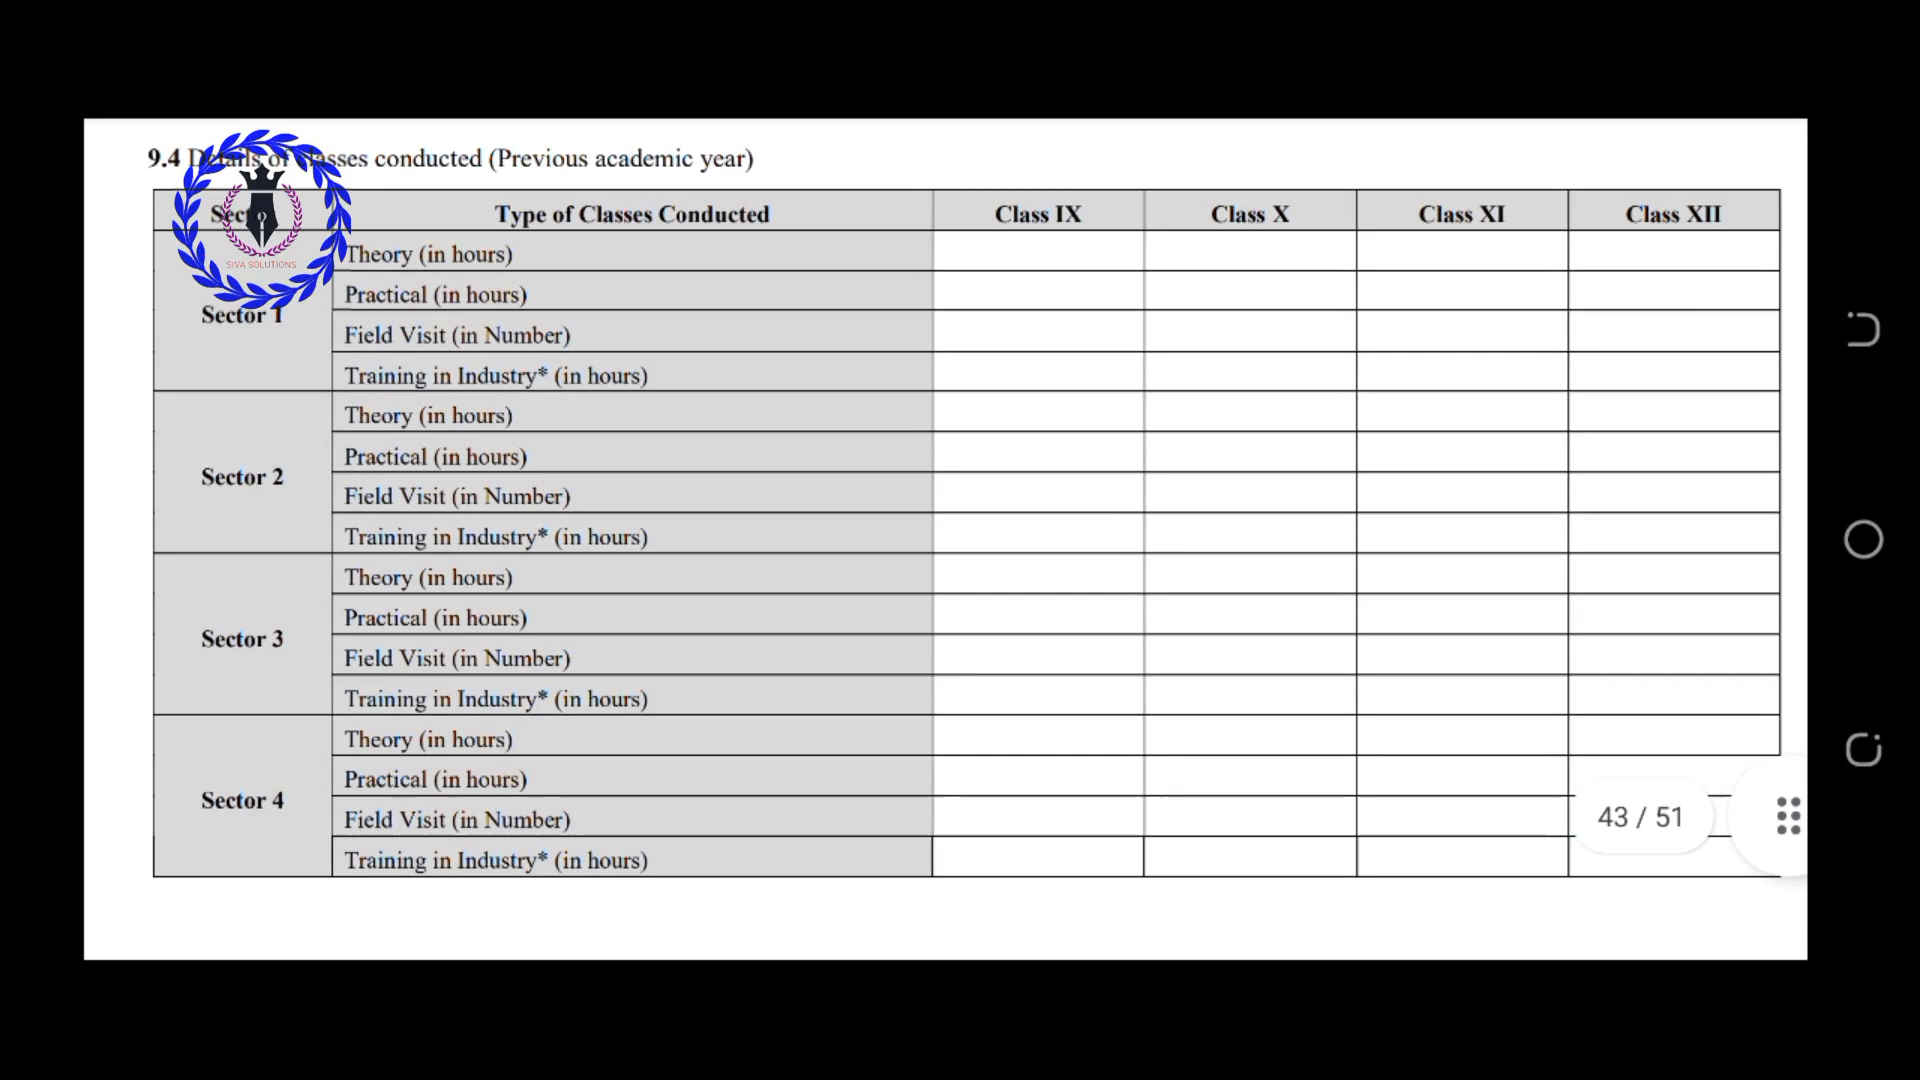 9.4 Details of classes conducted (Previous academic year)
Sector Type of Classes Conducted Class IX Class X Class XI Class XII
SIVA SOLUTIONS
Sector 1
Theory (in hours)
Practical (in hours)
Field Visit (in Number)
Training in Industry* (in hours)
Sector 2
Theory (in hours)
Practical (in hours)
Field Visit (in Number)
Training in Industry* (in hours)
Sector 3
Theory (in hours)
Practical (in hours)
Field Visit (in Number)
Training in Industry* (in hours)
Sector 4
Theory (in hours)
Practical (in hours)
Field Visit (in Number)
Training in Industry* (in hours)
43 / 51